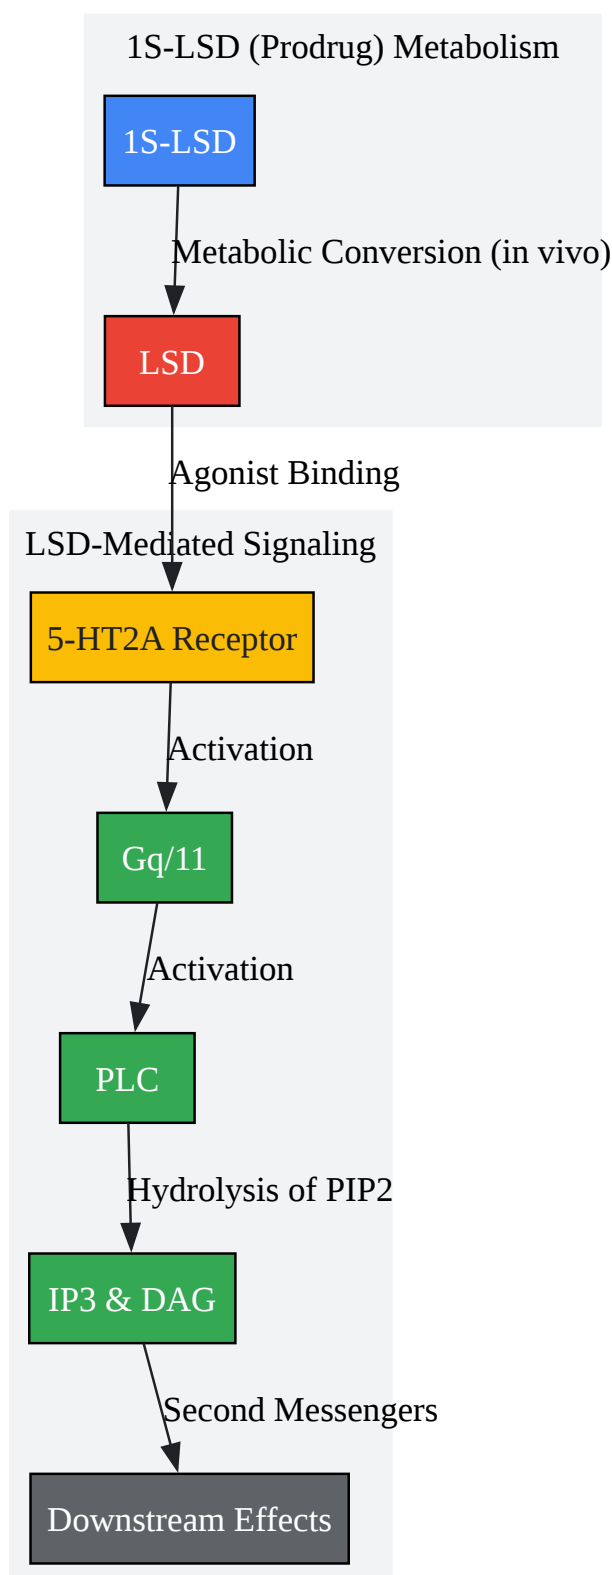 1S-LSD (Prodrug) Metabolism
1S-LSD
Metabolic Conversion (in vivo)
LSD
Agonist Binding
LSD-Mediated Signaling
5-HT2A Receptor
Activation
Gq/11
Activation
PLC
Hydrolysis of PIP2
IP3 & DAG
Second Messengers
Downstream Effects